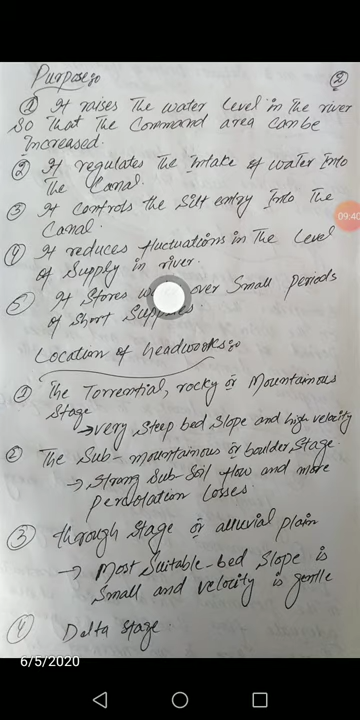 Purpose:
②
① It raises The water Level in The river
So That The Command area can be
Increased.
② It regulates The Intake of water Into
The Canal.
③ It controls the Silt entry Into The
Canal.
④ It reduces fluctuations in The Level
of Supply in river.
⑤ It Stores over Small periods
of Short Supplies.
Location of headworks:
① The Torrential, rocky or Mountainous
Stage
→ very Steep bed Slope and high velocity
② The Sub-mountainous or boulder Stage
→ Strong Sub-Soil flow and more
percolation Losses.
③ Through Stage or alluvial plain
→ Most Suitable-bed Slope is
Small and velocity is gentle
④ Delta Stage.
09:40
6/5/2020